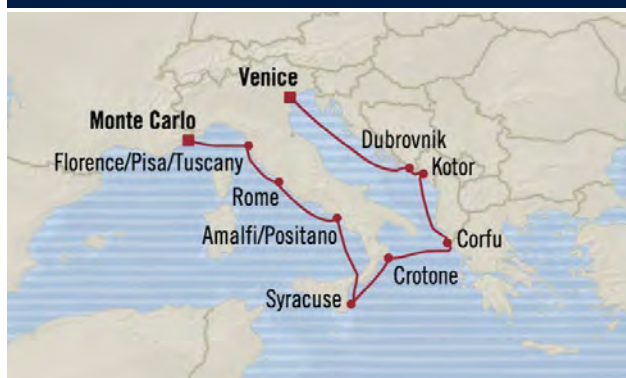 Venice
Monte Carlo
Dubrovnik
Florence/Pisa/Tuscany
Kotor
Rome
Amalfi/Positano
Corfu
Crotone
Syracuse